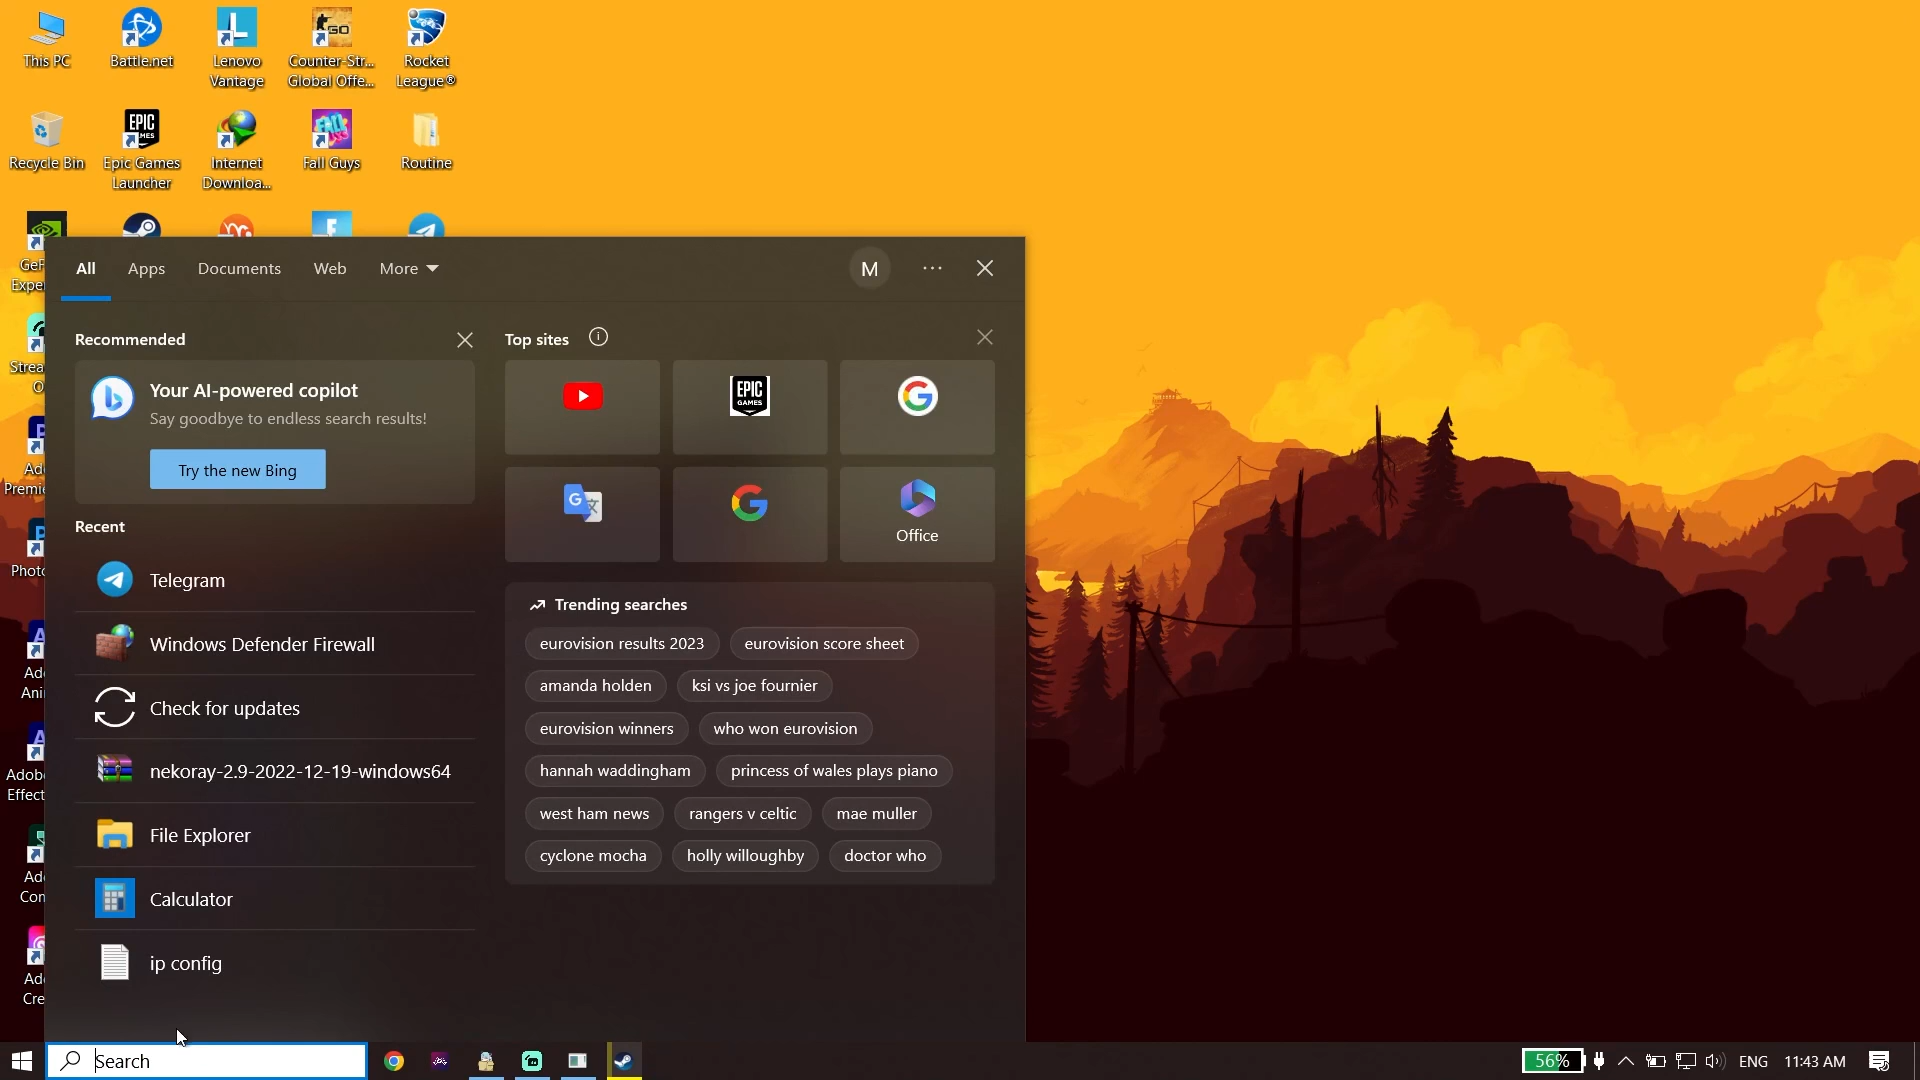 This PC
Battle.net
Lenovo
Vantage
Counter-Str...
Global Offe...
Rocket
League®
Recycle Bin
Epic Games
Launcher
Internet
Downloa...
Fall Guys
Routine
All
Apps
Documents
Web
More
M
Recommended
Your AI-powered copilot
Say goodbye to endless search results!
Try the new Bing
Recent
Telegram
Windows Defender Firewall
Check for updates
nekoray-2.9-2022-12-19-windows64
File Explorer
Calculator
ip config
Top sites
EPIC
GAMES
Office
Trending searches
eurovision results 2023
eurovision score sheet
amanda holden
ksi vs joe fournier
eurovision winners
who won eurovision
hannah waddingham
princess of wales plays piano
west ham news
rangers v celtic
mae muller
cyclone mocha
holly willoughby
doctor who
Search
56%
ENG
11:43 AM